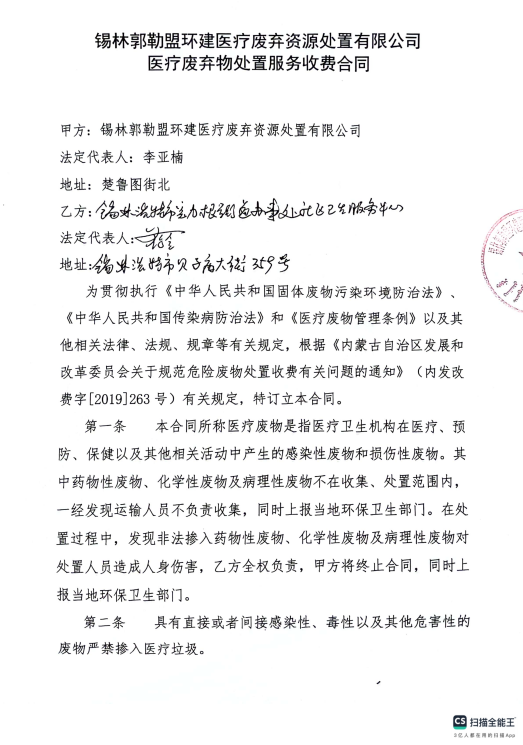 锡林郭勒盟环建医疗废弃资源处置有限公司
医疗废弃物处置服务收费合同
甲方：锡林郭勒盟环建医疗废弃资源处置有限公司
法定代表人：李亚楠
地址：楚鲁图街北
乙方：锡林浩特市宝力根街道办事处社区卫生服务中心
法定代表人：
地址：锡林浩特市贝子庙大街359号
为贯彻执行《中华人民共和国固体废物污染环境防治法》、
《中华人民共和国传染病防治法》和《医疗废物管理条例》以及其
他相关法律、法规、规章等有关规定，根据《内蒙古自治区发展和
改革委员会关于规范危险废物处置收费有关问题的通知》（内发改
费字[2019]263号）有关规定，特订立本合同。
第一条 本合同所称医疗废物是指医疗卫生机构在医疗、预
防、保健以及其他相关活动中产生的感染性废物和损伤性废物。其
中药物性废物、化学性废物及病理性废物不在收集、处置范围内，
一经发现运输人员不负责收集，同时上报当地环保卫生部门。在处
置过程中，发现非法掺入药物性废物、化学性废物及病理性废物对
处置人员造成人身伤害，乙方全权负责，甲方将终止合同，同时上
报当地环保卫生部门。
第二条 具有直接或者间接感染性、毒性以及其他危害性的
废物严禁掺入医疗垃圾。
CS 扫描全能王
3亿人都在用的扫描App